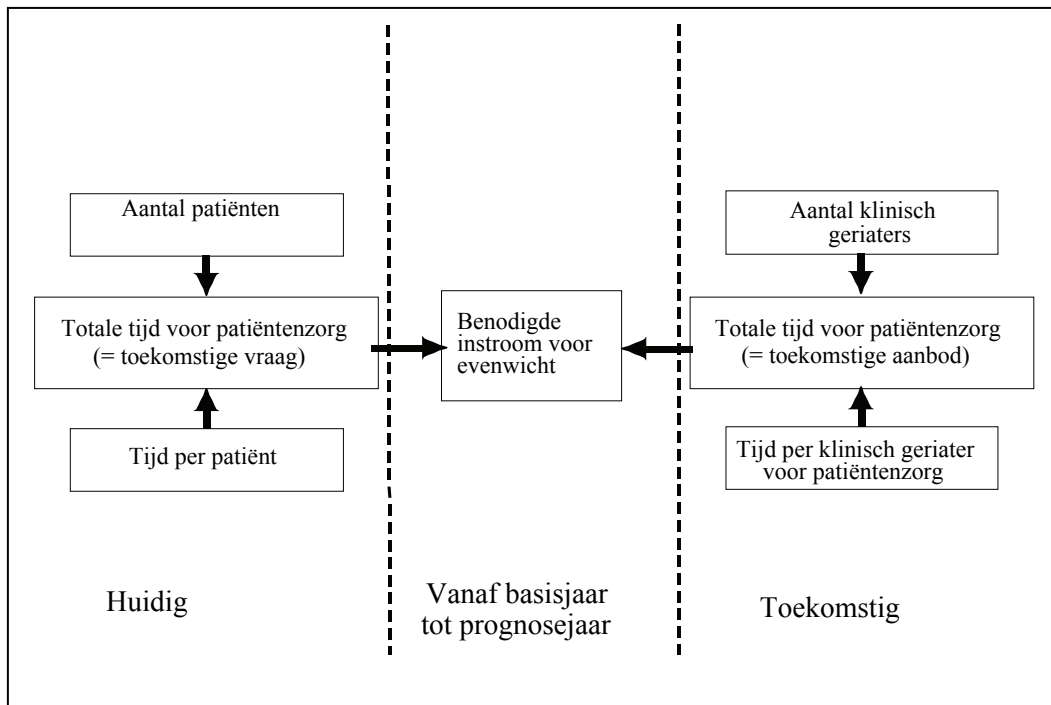 Aantal patiënten
Totale tijd voor patiëntenzorg
(= toekomstige vraag)
Tijd per patiënt
Huidig
Benodigde
instroom voor
evenwicht
Vanaf basisjaar
tot prognosejaar
Aantal klinisch
geriaters
Totale tijd voor patiëntenzorg
(= toekomstige aanbod)
Tijd per klinisch geriater
voor patiëntenzorg
Toekomstig